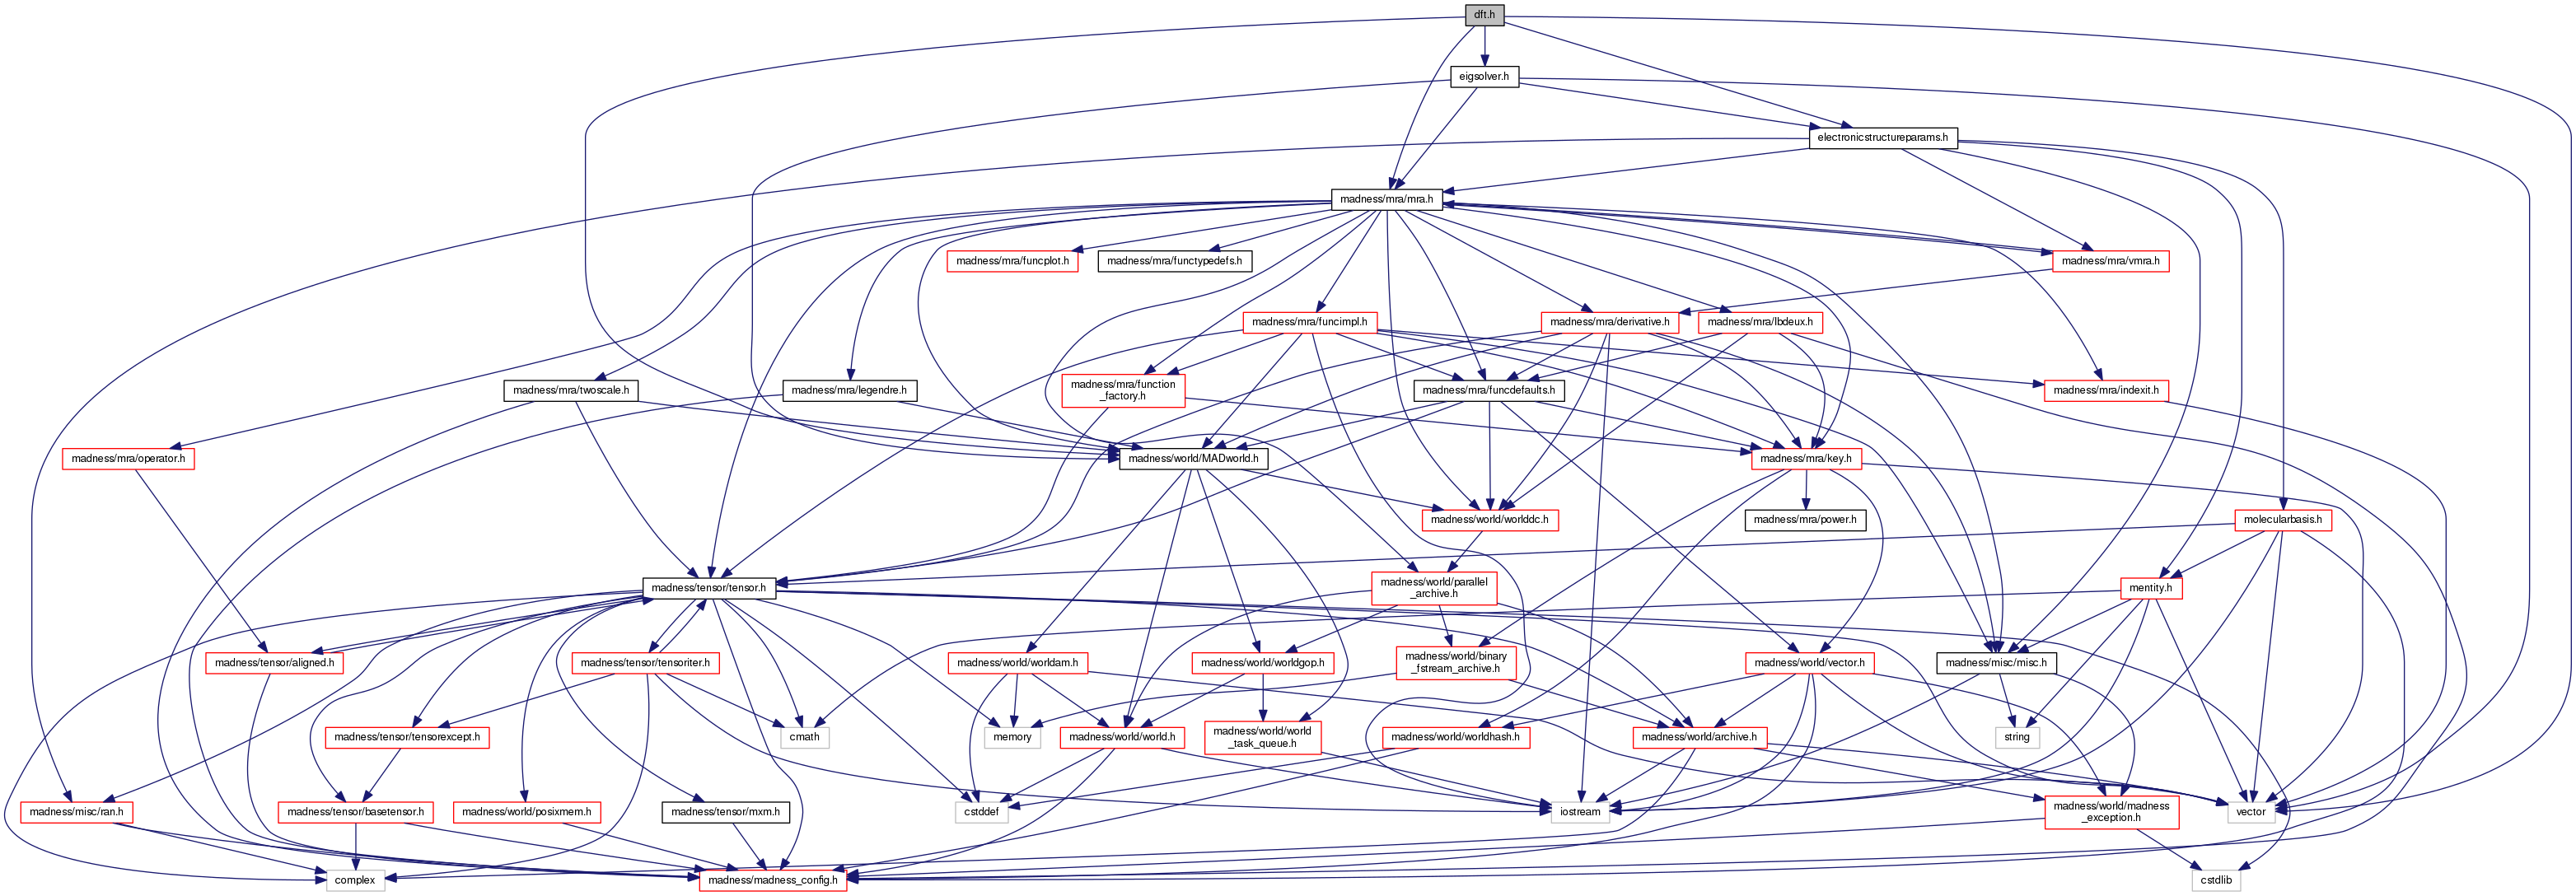 dft.h
eigsolver.h
electronicstructureparams.h
madness/mra/mra.h
madness/mra/funcplot.h
madness/mra/functypedefs.h
madness/mra/vmra.h
madness/mra/funcimpl.h
madness/mra/derivative.h
madness/mra/lbdeux.h
madness/mra/twoscale.h
madness/mra/legendre.h
madness/mra/function
_factory.h
madness/mra/funcdefaults.h
madness/mra/indexit.h
madness/mra/operator.h
madness/world/MADworld.h
madness/mra/key.h
madness/world/worlddc.h
madness/mra/power.h
molecularbasis.h
madness/tensor/tensor.h
madness/world/parallel
_archive.h
mentity.h
madness/tensor/aligned.h
madness/tensor/tensoriter.h
madness/world/worldam.h
madness/world/worldgop.h
madness/world/binary
_fstream_archive.h
madness/world/vector.h
madness/misc/misc.h
madness/tensor/tensorexcept.h
cmath
memory
madness/world/world.h
madness/world/world
_task_queue.h
madness/world/worldhash.h
madness/world/archive.h
string
madness/misc/ran.h
madness/tensor/basetensor.h
madness/world/posixmem.h
madness/tensor/mxm.h
cstddef
iostream
madness/world/madness
_exception.h
vector
complex
madness/madness_config.h
cstdlib